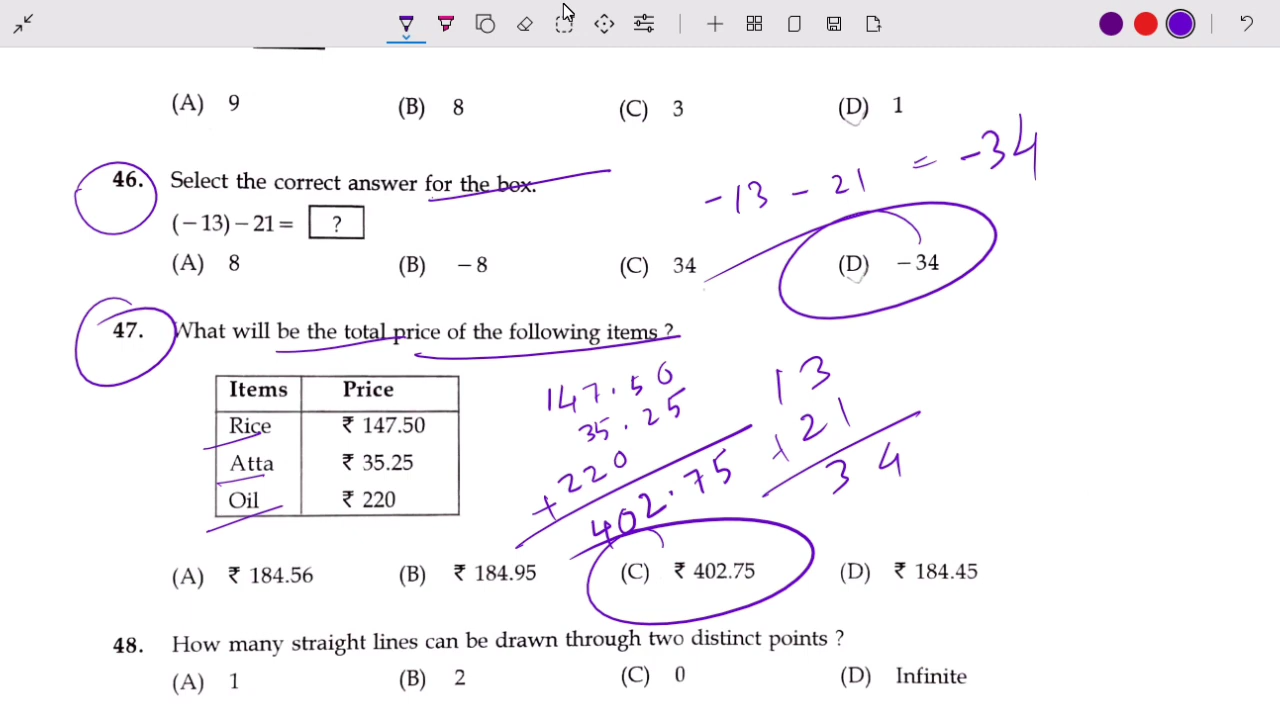 (A) 9 (B) 8 (C) 3 (D) 1
46. Select the correct answer for the box.
-13 - 21 = -34
(-13)-21= ?
(A) 8 (B) -8 (C) 34 (D) -34
47. What will be the total price of the following items ?
Items Price
Rice ₹ 147.50
Atta ₹ 35.25
Oil ₹ 220
147.50
35.25
+220
402.75
13
+21
34
(A) ₹ 184.56 (B) ₹ 184.95 (C) ₹ 402.75 (D) ₹ 184.45
48. How many straight lines can be drawn through two distinct points ?
(A) 1 (B) 2 (C) 0 (D) Infinite